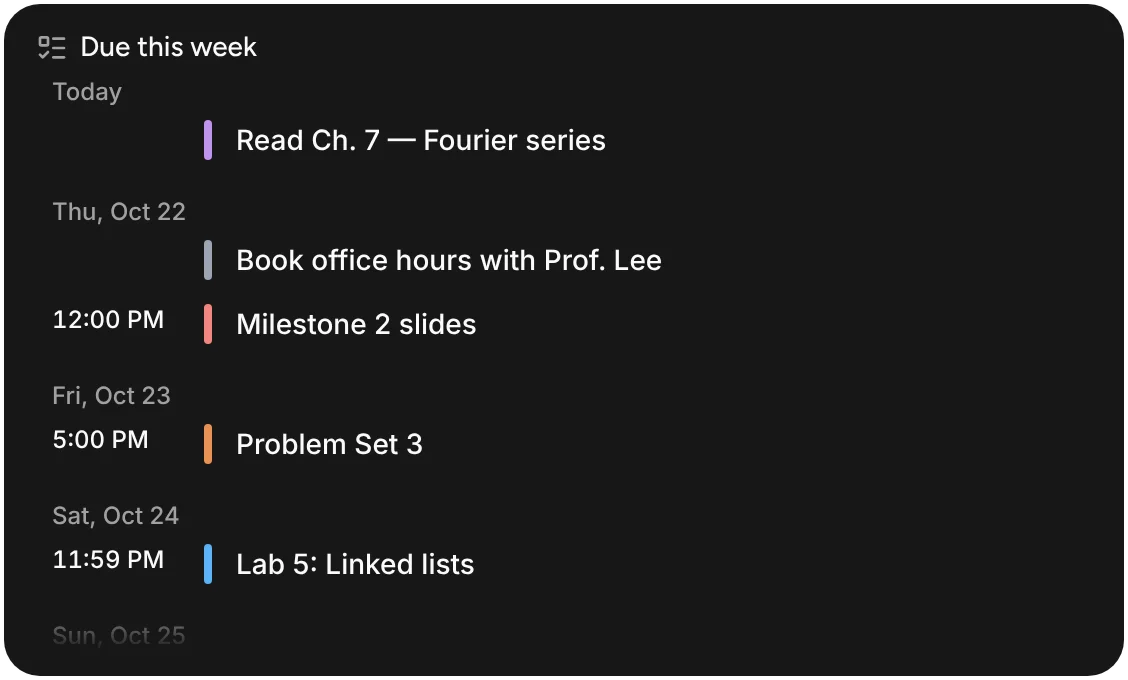 Due this week
Today
Read Ch. 7 — Fourier series
Thu, Oct 22
Book office hours with Prof. Lee
12:00 PM Milestone 2 slides
Fri, Oct 23
5:00 PM Problem Set 3
Sat, Oct 24
11:59 PM Lab 5: Linked lists
Sun, Oct 25